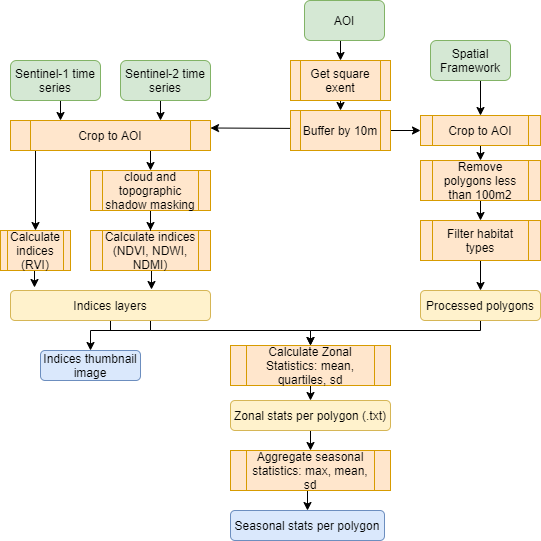 AOI
Sentinel-1 time
series
Sentinel-2 time
series
Spatial
Framework
Get square
exent
Crop to AOI
Buffer by 10m
Crop to AOI
cloud and
topographic
shadow masking
Remove
polygons less
than 100m2
Calculate
indices
(RVI)
Calculate indices
(NDVI, NDWI,
NDMI)
Filter habitat
types
Indices layers
Processed polygons
Indices thumbnail
image
Calculate Zonal
Statistics: mean,
quartiles, sd
Zonal stats per polygon (.txt)
Aggregate seasonal
statistics: max, mean,
sd
Seasonal stats per polygon